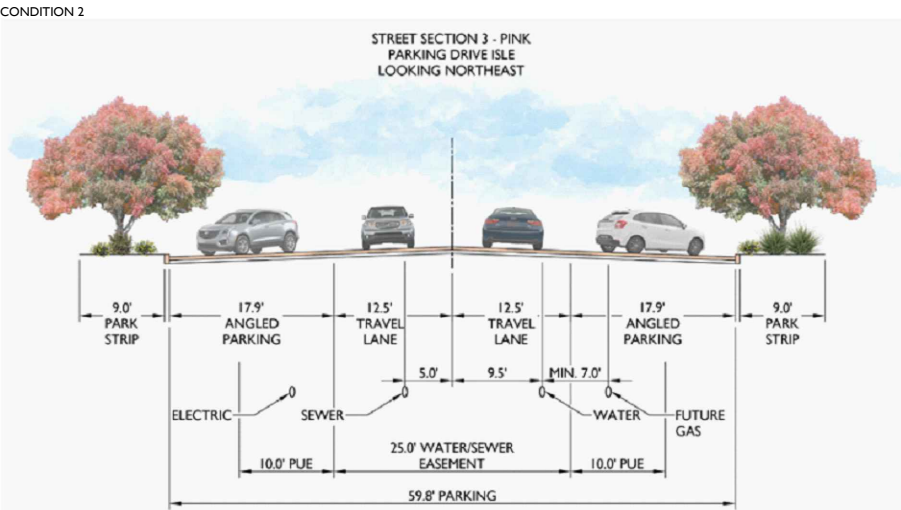 CONDITION 2
STREET SECTION 3 - PINK
PARKING DRIVE ISLE
LOOKING NORTHEAST
9.0'
PARK
STRIP
17.9'
ANGLED
PARKING
12.5'
TRAVEL
LANE
12.5'
TRAVEL
LANE
17.9'
ANGLED
PARKING
9.0'
PARK
STRIP
5.0'
9.5'
MIN. 7.0'
ELECTRIC
SEWER
WATER
FUTURE
GAS
10.0' PUE
25.0' WATER/SEWER
EASEMENT
10.0' PUE
59.8' PARKING